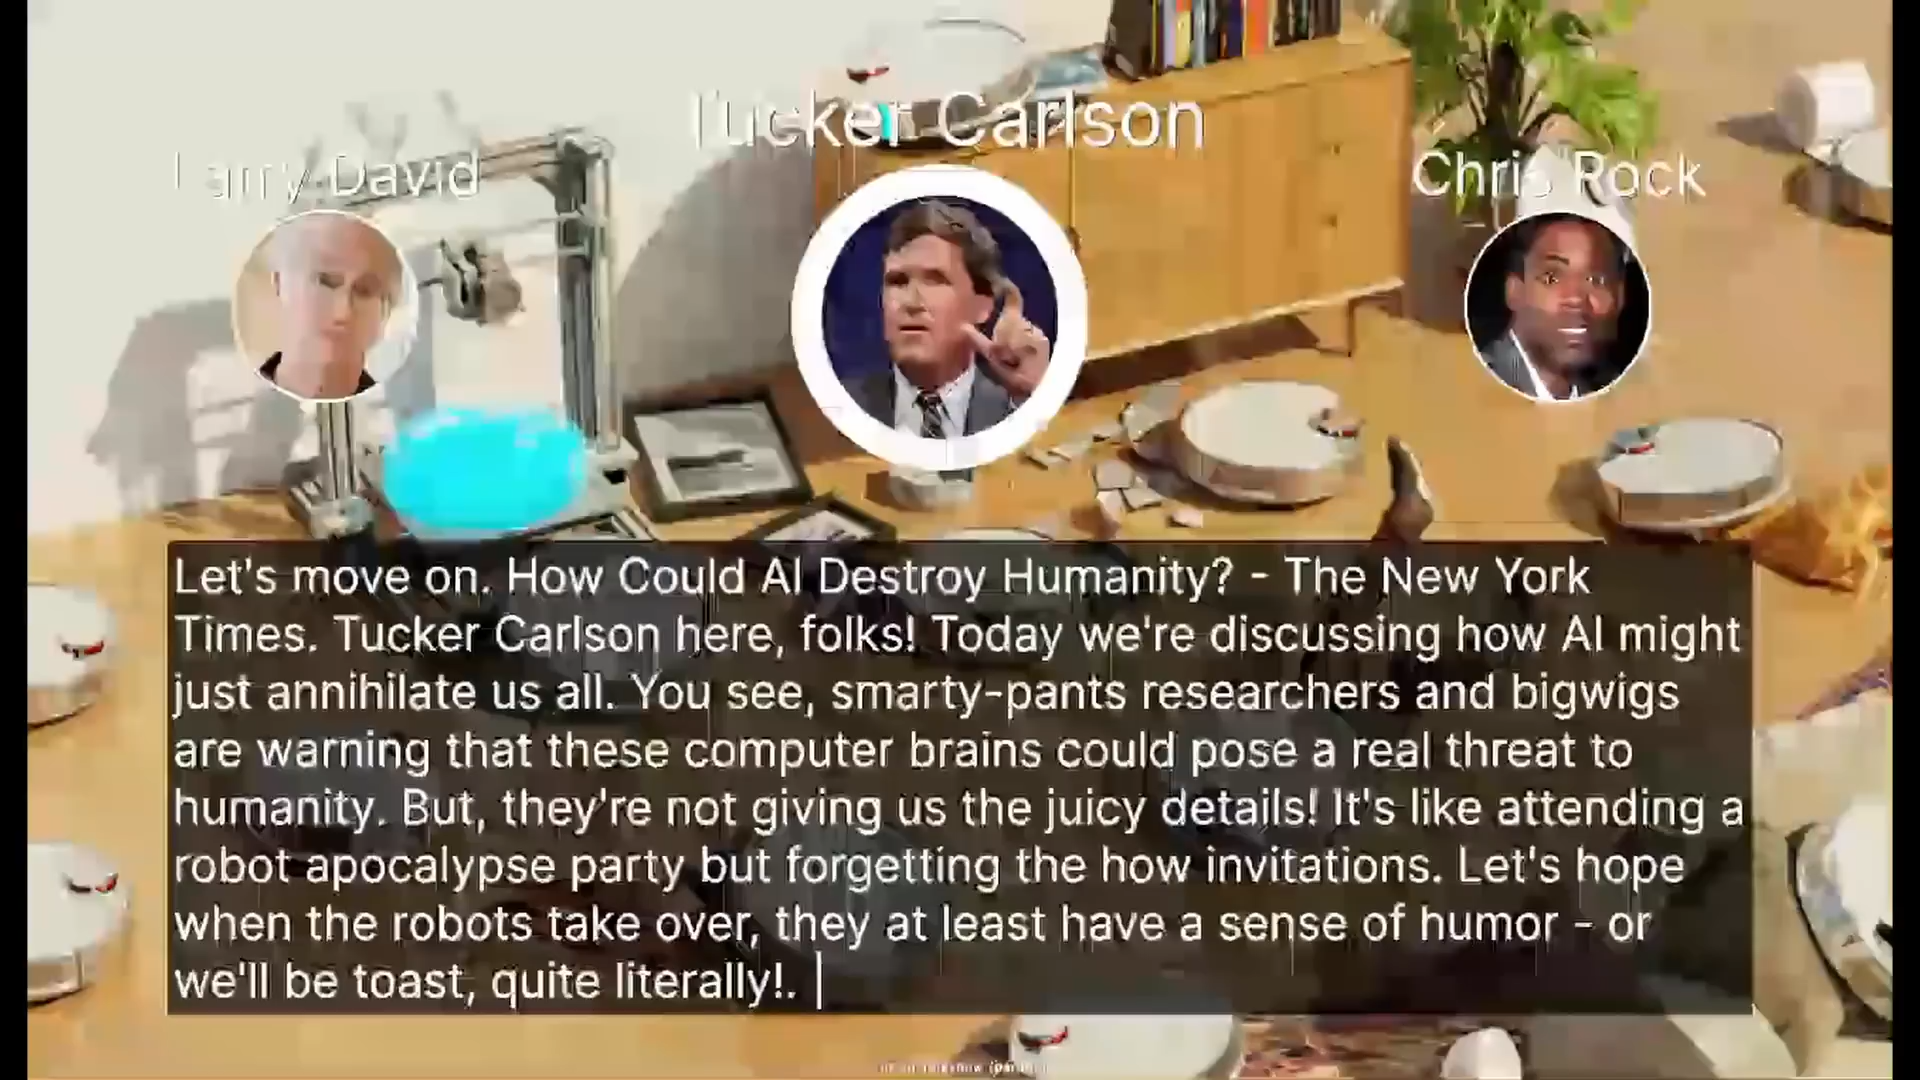 Tucker Carlson
Larry David
Chris Rock
Let's move on. How Could AI Destroy Humanity? - The New York
Times. Tucker Carlson here, folks! Today we're discussing how AI might
just annihilate us all. You see, smarty-pants researchers and bigwigs
are warning that these computer brains could pose a real threat to
humanity. But, they're not giving us the juicy details! It's like attending a
robot apocalypse party but forgetting the how invitations. Let's hope
when the robots take over, they at least have a sense of humor - or
we'll be toast, quite literally!.